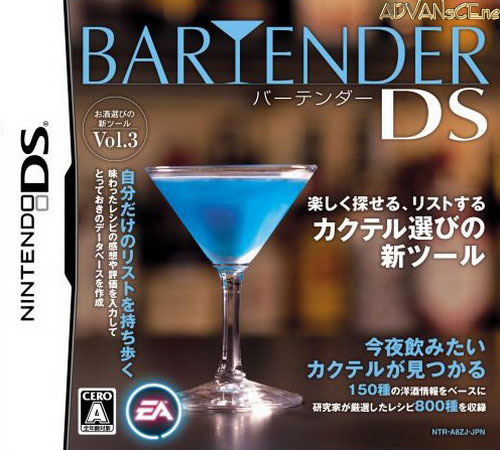 ADVANsCEne
BARTENDER
バーテンダー
DS
お酒選びの
新ツール
Vol.3
NINTENDO DS
自分だけのリストを持ち歩く
味わったレシピの感想や評価を入力して
とっておきのデータベースを作成
楽しく探せる、リストする
カクテル選びの
新ツール
今夜飲みたい
カクテルが見つかる
150種の洋酒情報をベースに
研究家が厳選したレシピ800種を収録
CERO
A
全年齢対象
EA
NTR-A8ZJ-JPN